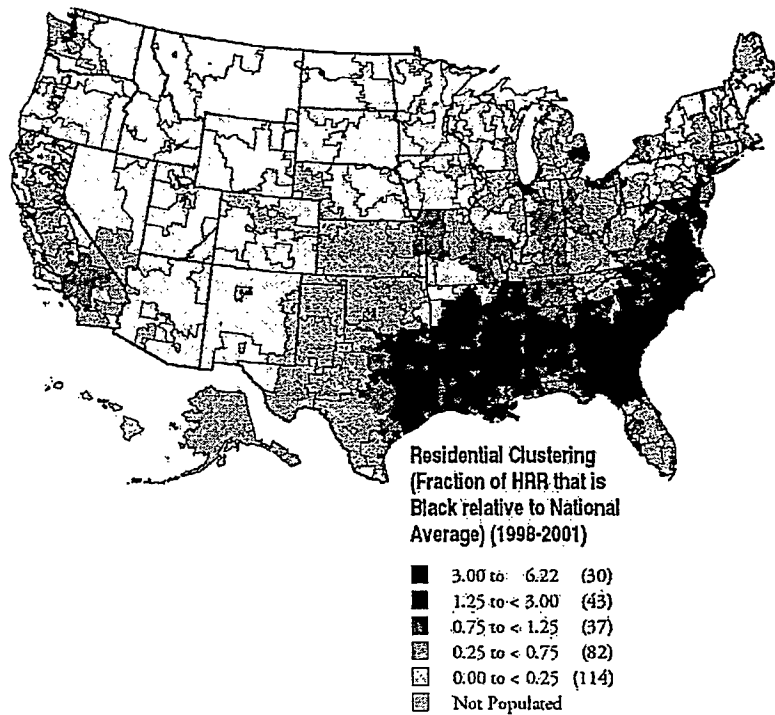 Residential Clustering
(Fraction of HRR that is
Black relative to National
Average) (1998-2001)
3.00 to 6.22 (30)
1.25 to < 3.00 (43)
0.75 to < 1.25 (37)
0.25 to < 0.75 (82)
0.00 to < 0.25 (114)
Not Populated